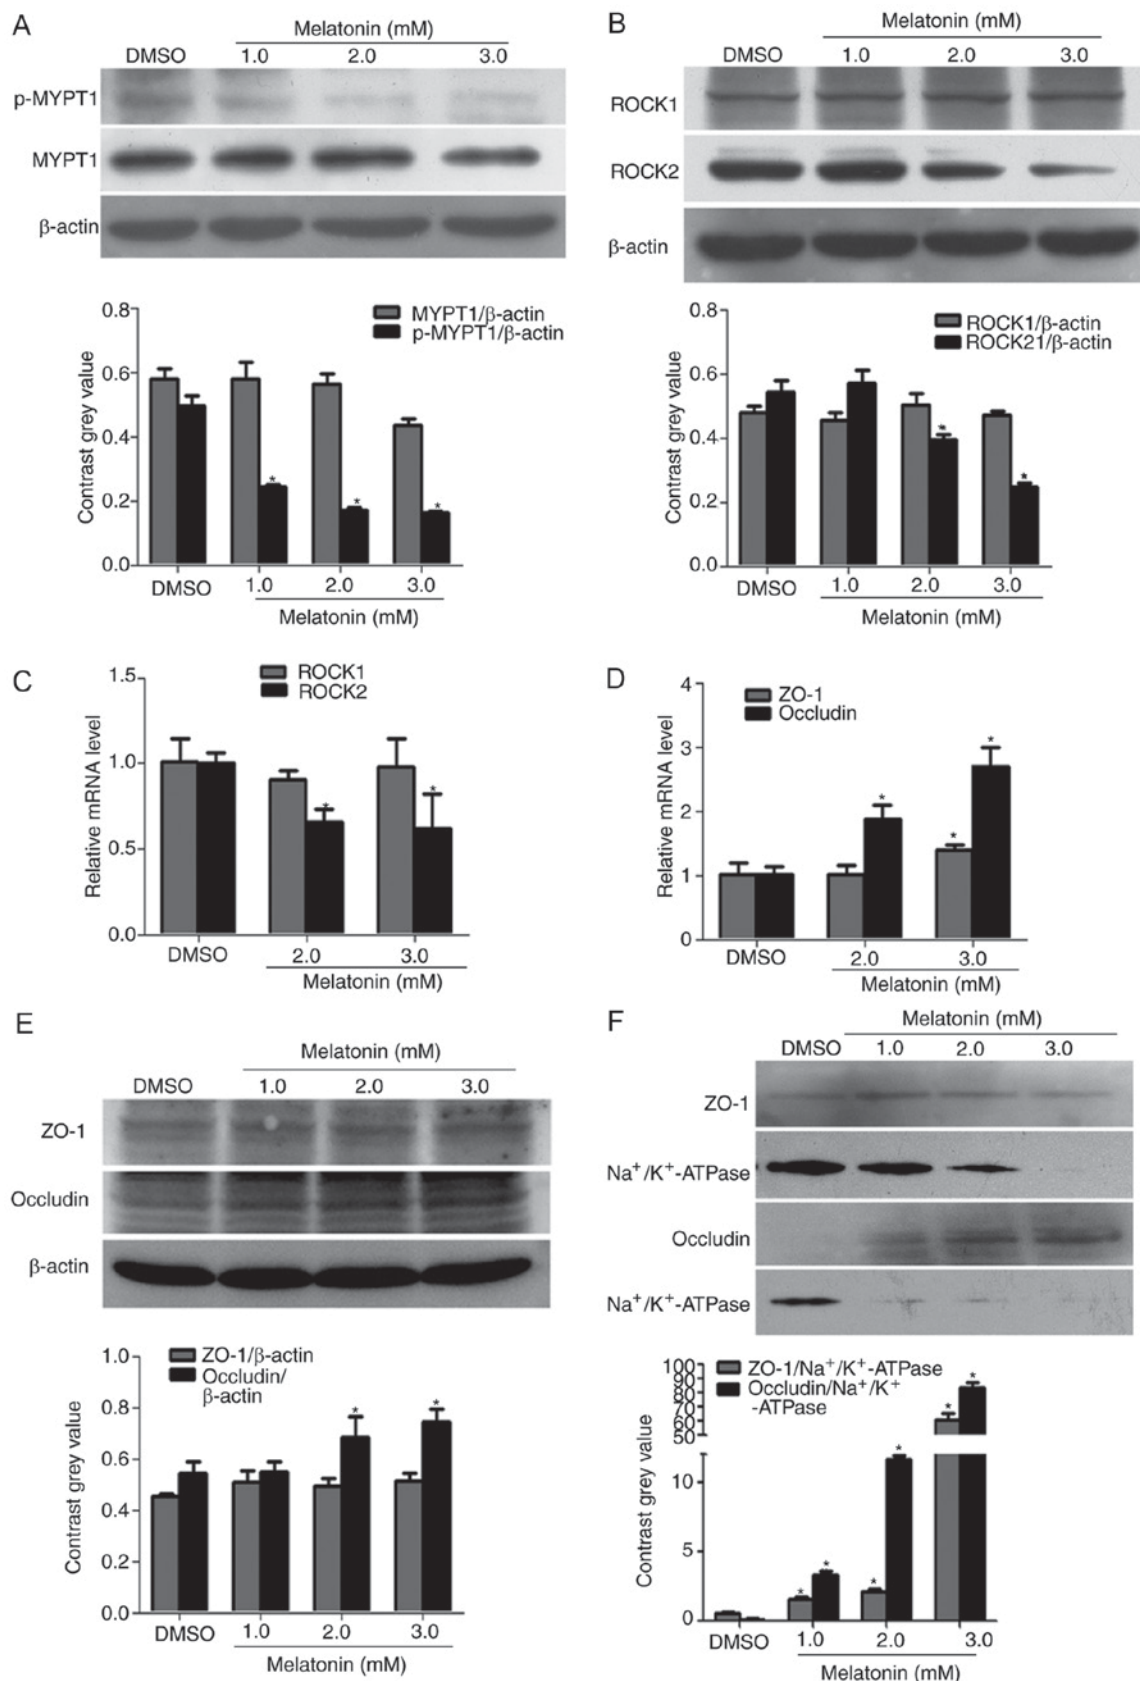 A
Melatonin (mM)
DMSO 1.0 2.0 3.0
p-MYPT1
MYPT1
β-actin
0.8
0.6
0.4
0.2
0.0
Contrast grey value
MYPT1/β-actin
p-MYPT1/β-actin
* * *
DMSO 1.0 2.0 3.0
Melatonin (mM)
B
Melatonin (mM)
DMSO 1.0 2.0 3.0
ROCK1
ROCK2
β-actin
0.8
0.6
0.4
0.2
0.0
Contrast grey value
ROCK1/β-actin
ROCK21/β-actin
* *
DMSO 1.0 2.0 3.0
Melatonin (mM)
C
1.5
1.0
0.5
0.0
Relative mRNA level
ROCK1
ROCK2
* *
DMSO 2.0 3.0
Melatonin (mM)
D
4
3
2
1
0
Relative mRNA level
ZO-1
Occludin
* * *
DMSO 2.0 3.0
Melatonin (mM)
E
Melatonin (mM)
DMSO 1.0 2.0 3.0
ZO-1
Occludin
β-actin
1.0
0.8
0.6
0.4
0.2
0.0
Contrast grey value
ZO-1/β-actin
Occludin/
β-actin
* *
DMSO 1.0 2.0 3.0
Melatonin (mM)
F
Melatonin (mM)
DMSO 1.0 2.0 3.0
ZO-1
Na⁺/K⁺-ATPase
Occludin
Na⁺/K⁺-ATPase
100
90
80
70
60
50
10
5
0
Contrast grey value
ZO-1/Na⁺/K⁺-ATPase
Occludin/Na⁺/K⁺
-ATPase
* * * * * *
DMSO 1.0 2.0 3.0
Melatonin (mM)